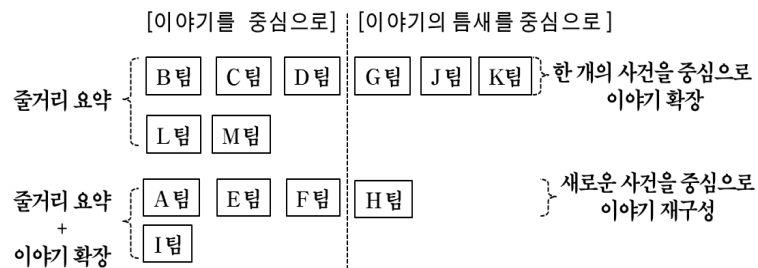 [이야기를 중심으로] [이야기의 틈새를 중심으로]
줄거리 요약 B팀 C팀 D팀 G팀 J팀 K팀 한 개의 사건을 중심으로
이야기 확장
L팀 M팀
줄거리 요약
+
이야기 확장
A팀 E팀 F팀 H팀 새로운 사건을 중심으로
이야기 재구성
I팀